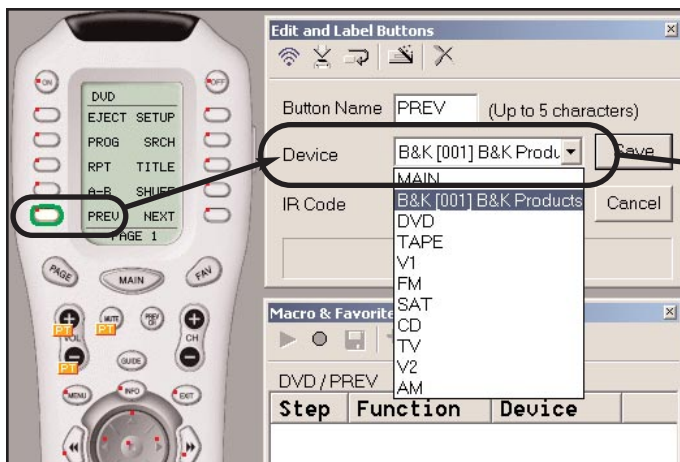 ON
OFF
DVD
EJECT SETUP
PROG SRCH
RPT TITLE
A-B SHUFF
PREV NEXT
PAGE 1
PAGE
MAIN
FAV
MUTE
PREV CH
PT
PT
VOL
CH
PT
GUIDE
MENU
INFO
EXIT
Edit and Label Buttons
Button Name PREV (Up to 5 characters)
Device B&K [001] B&K Produ Save
MAIN
IR Code B&K [001] B&K Products Cancel
DVD
TAPE
V1
FM
SAT
CD
TV
V2
AM
Macro & Favorite
DVD / PREV
Step Function Device